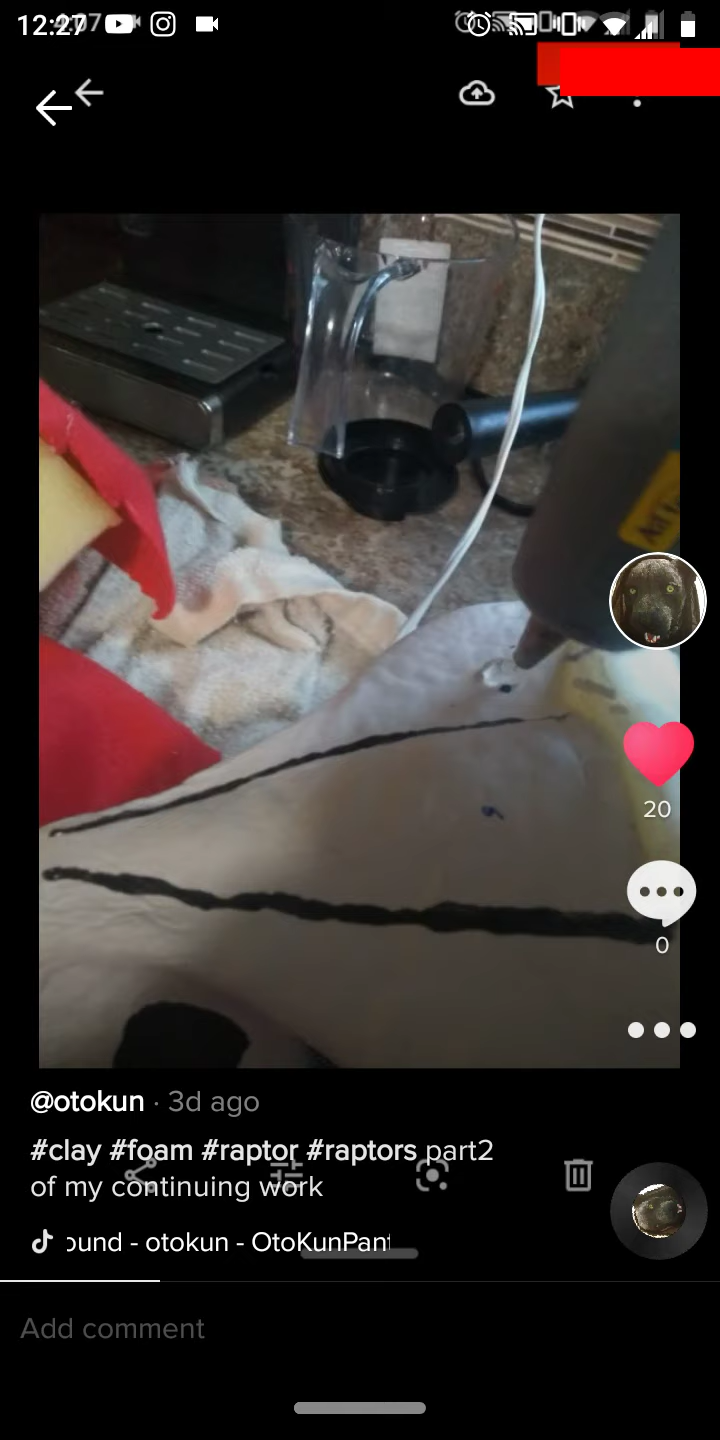 12:27
@otokun · 3d ago
#clay #foam #raptor #raptors part2
of my continuing work
ound - otokun - OtoKunPant
20
0
Add comment